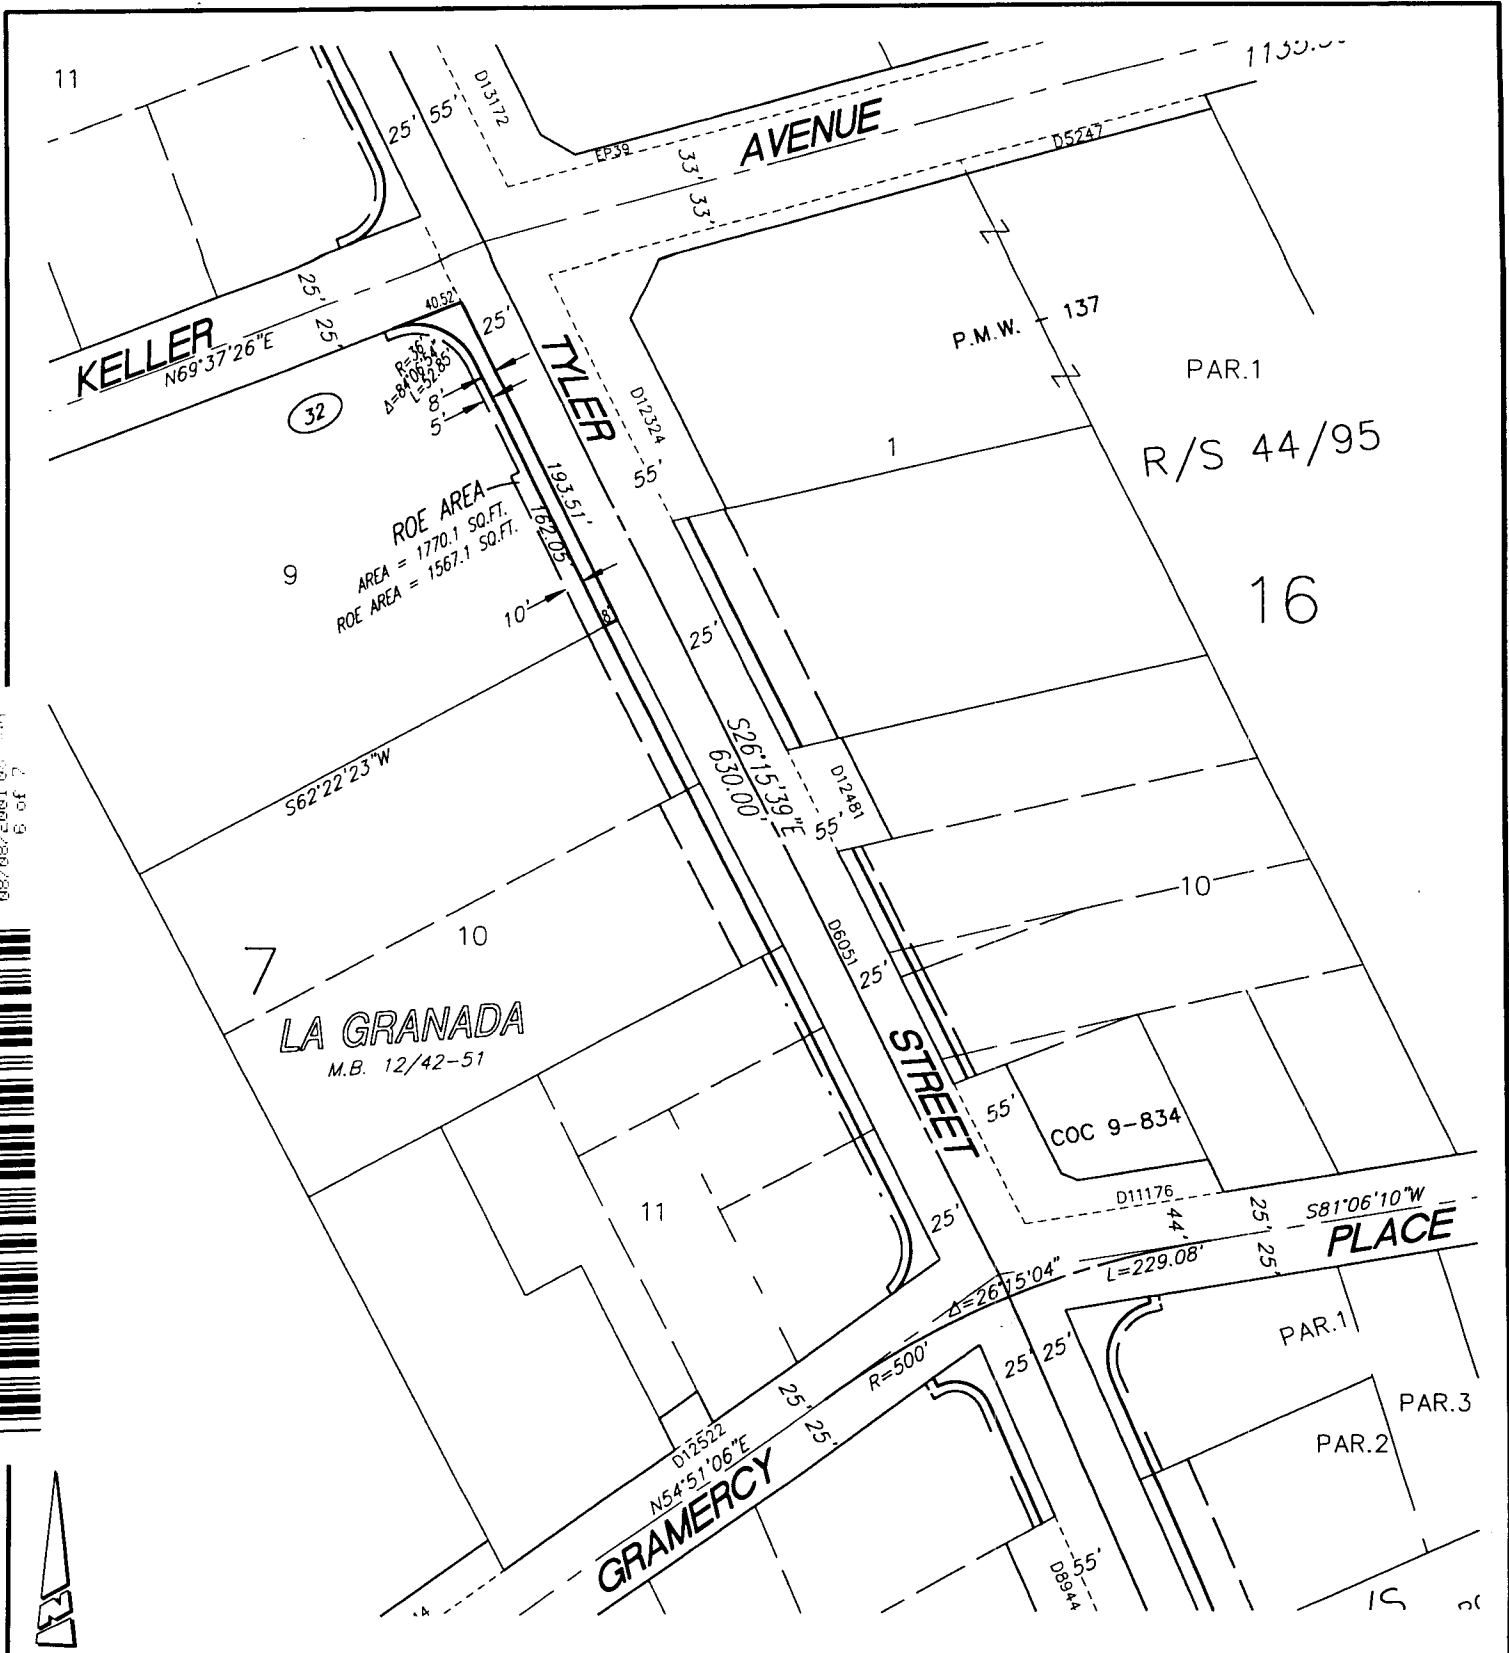 11
25' 55'
D13172
EP39
33' 33'
AVENUE
D5247
25' 25'
KELLER
N69°37'26"E
40.52'
25'
R=36'
Δ=84°06'54"
L=52.85'
8'
5'
32
TYLER
D12324
55'
P.M.W. 137
PAR.1
R/S 44/95
1
193.51'
162.05'
ROE AREA
AREA = 1770.1 SQ.FT.
ROE AREA = 1567.1 SQ.FT.
9
10'
8'
16
25'
S62°22'23"W
S26°15'39"E
630.00'
6 of 7
D12481
55'
10
10
7
D6051
25'
LA GRANADA
M.B. 12/42-51
STREET
55'
COC 9-834
11
25'
D11176
44'
25' 25'
S81°06'10"W
PLACE
L=229.08'
Δ=26°15'04"
R=500'
25' 25'
PAR.1
PAR.3
PAR.2
25' 25'
D12522
N54°51'06"E
GRAMERCY
55'
D8944
N